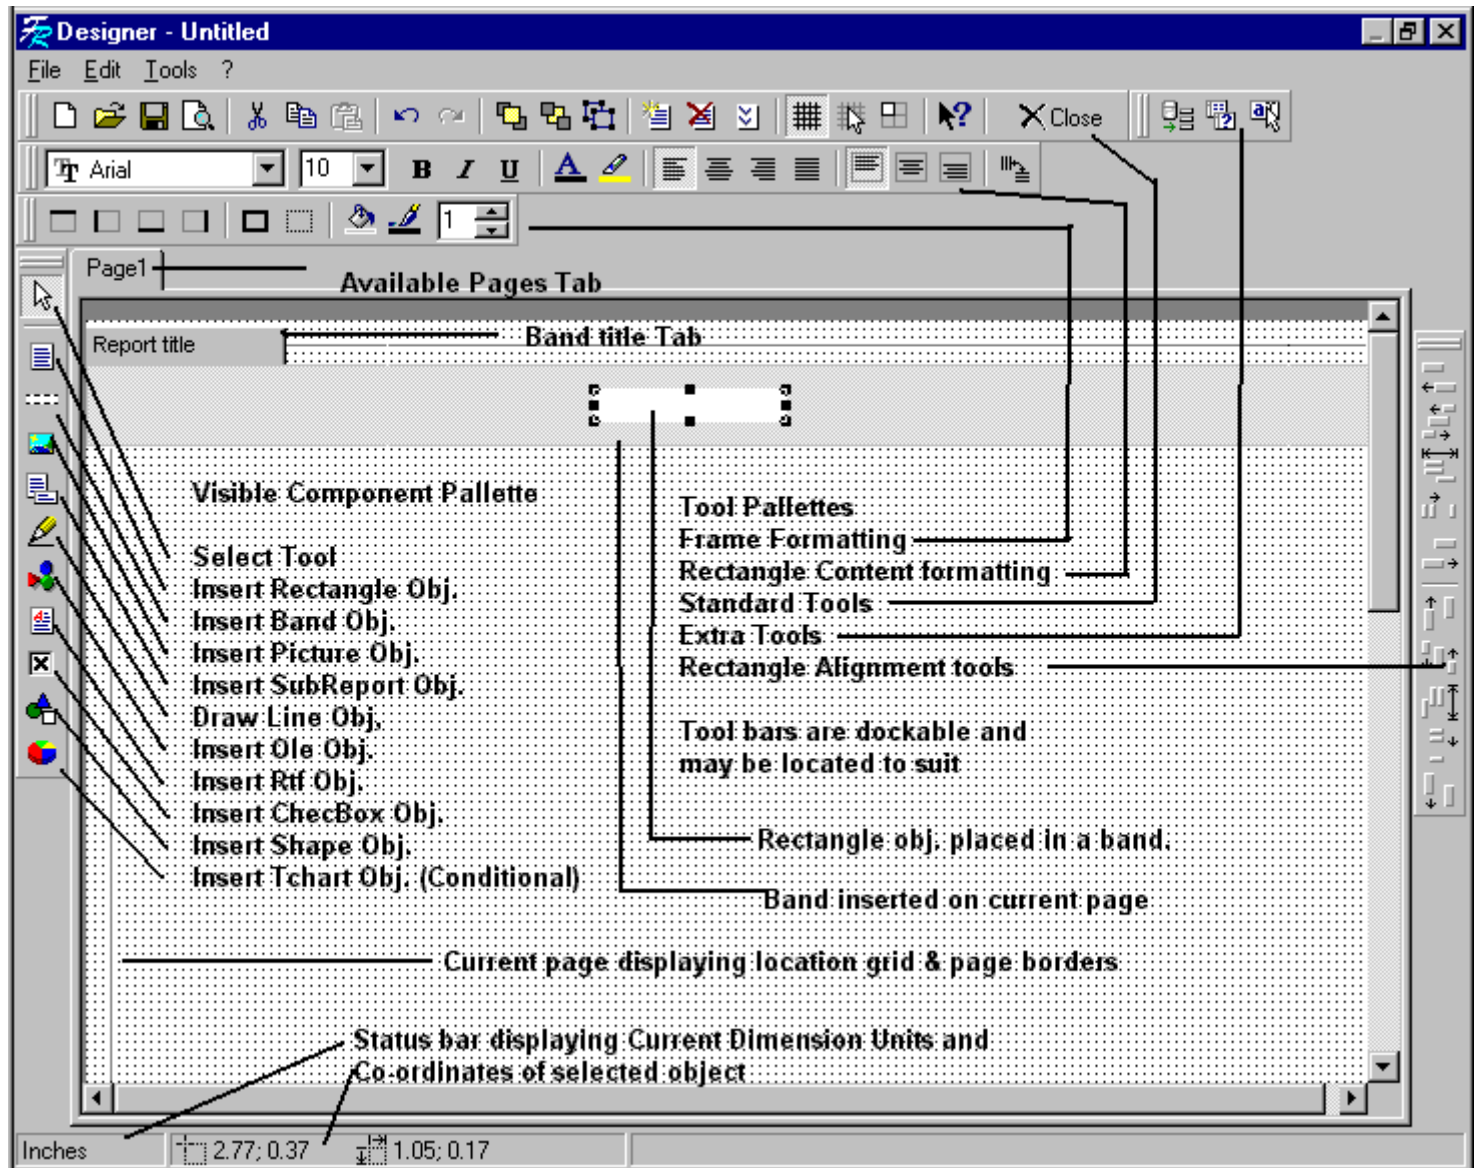 FR Designer - Untitled
File Edit Tools ?
Close
Arial 10 B I U A
1
Page1
Available Pages Tab
Band title Tab
Report title
Visible Component Pallette
Select Tool
Insert Rectangle Obj.
Insert Band Obj.
Insert Picture Obj.
Insert SubReport Obj.
Draw Line Obj,
Insert Ole Obj.
Insert Rtf Obj.
Insert ChecBox Obj.
Insert Shape Obj.
Insert Tchart Obj. (Conditional)
Tool Pallettes
Frame Formatting
Rectangle Content formatting
Standard Tools
Extra Tools
Rectangle Alignment tools
Tool bars are dockable and
may be located to suit
Rectangle obj. placed in a band.
Band inserted on current page
Current page displaying location grid & page borders
Status bar displaying Current Dimension Units and
Co-ordinates of selected object
Inches 2.77; 0.37 1.05; 0.17